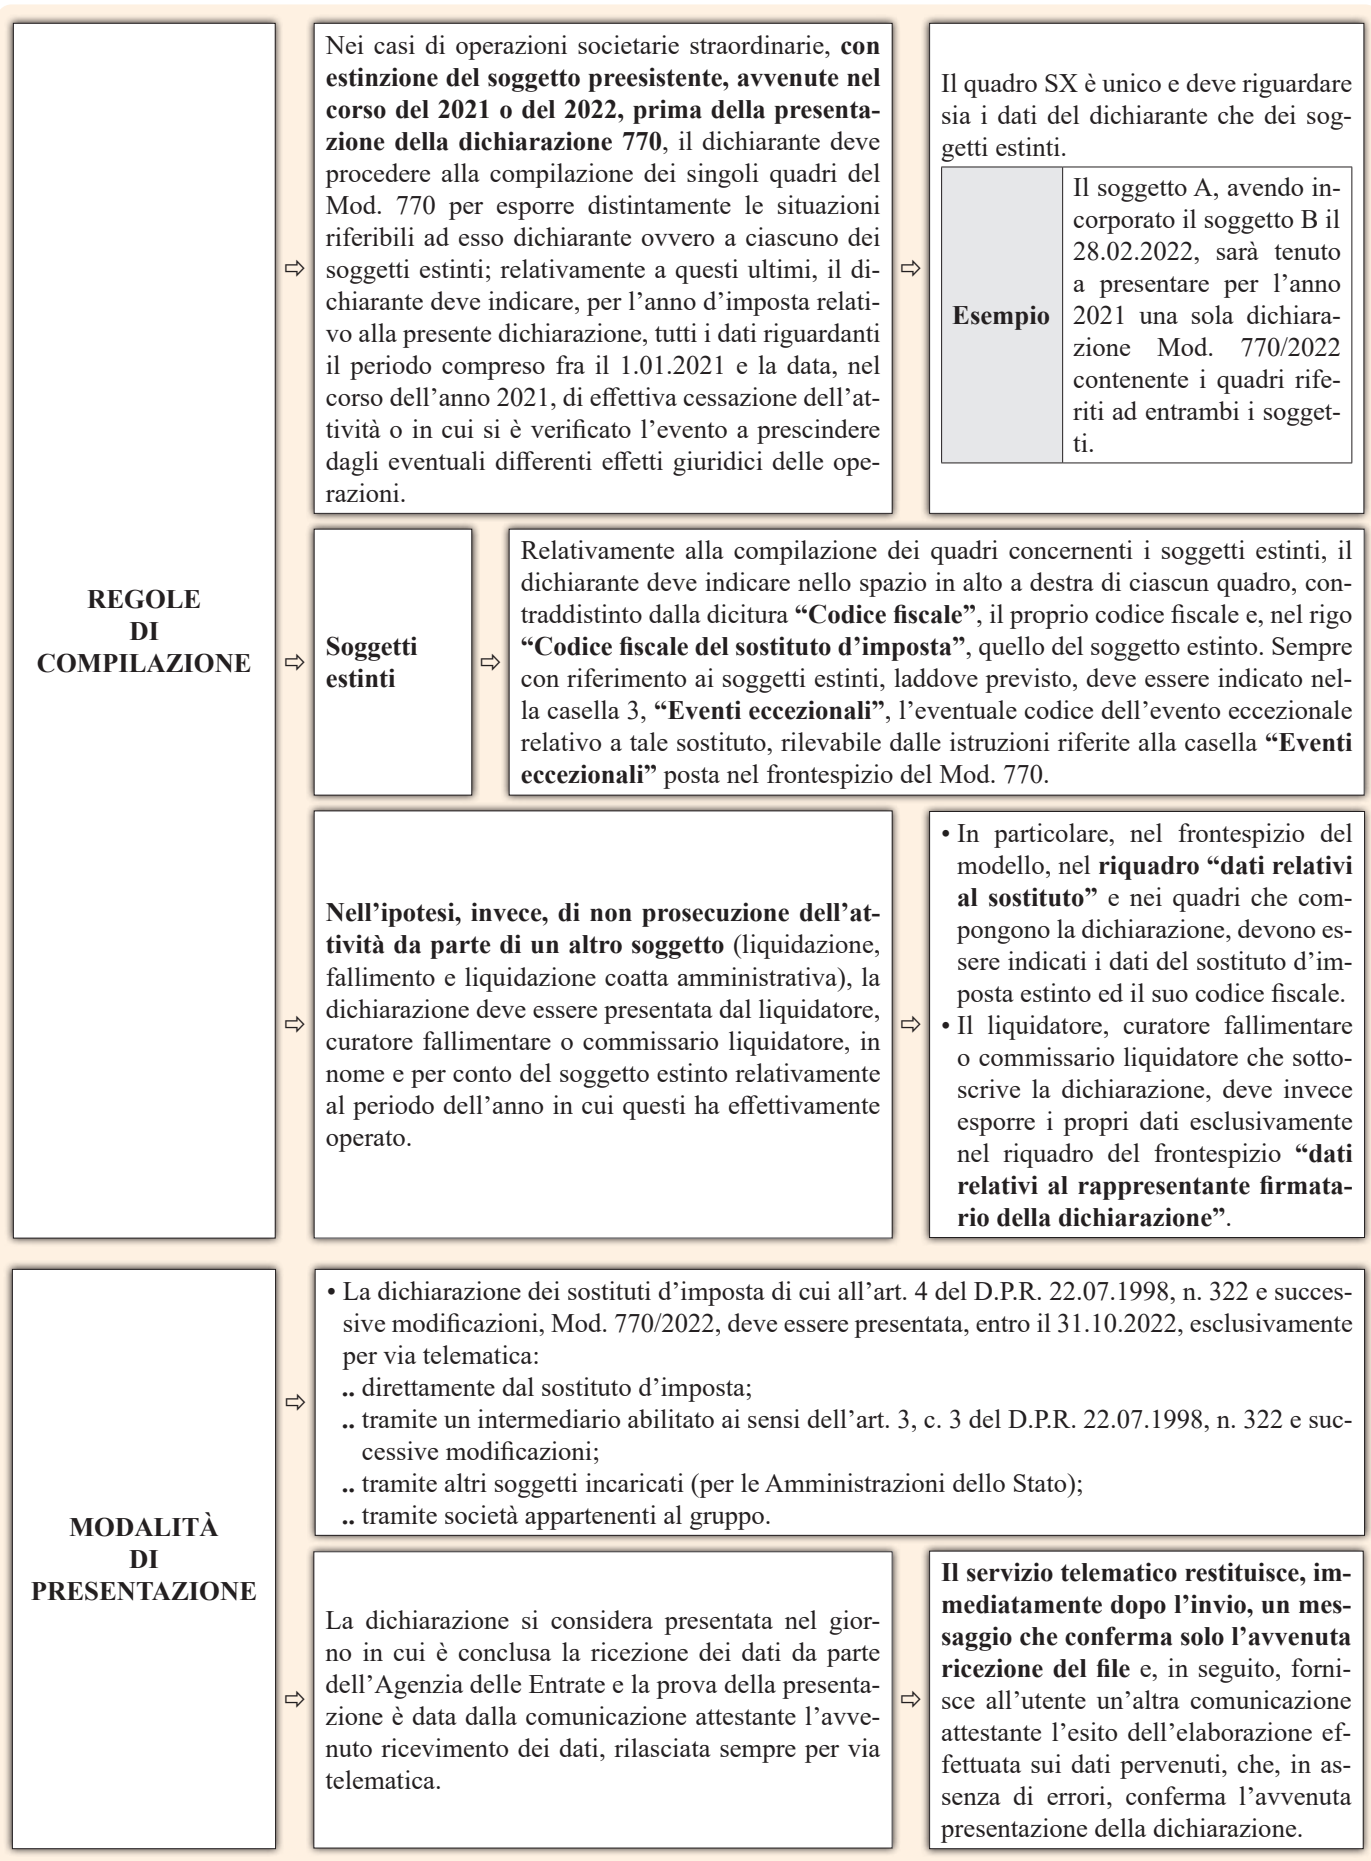 REGOLE
DI
COMPILAZIONE
⇨
Nei casi di operazioni societarie straordinarie, con
estinzione del soggetto preesistente, avvenute nel
corso del 2021 o del 2022, prima della presenta-
zione della dichiarazione 770, il dichiarante deve
procedere alla compilazione dei singoli quadri del
Mod. 770 per esporre distintamente le situazioni
riferibili ad esso dichiarante ovvero a ciascuno dei
soggetti estinti; relativamente a questi ultimi, il di-
chiarante deve indicare, per l’anno d’imposta relati-
vo alla presente dichiarazione, tutti i dati riguardanti
il periodo compreso fra il 1.01.2021 e la data, nel
corso dell’anno 2021, di effettiva cessazione dell’at-
tività o in cui si è verificato l’evento a prescindere
dagli eventuali differenti effetti giuridici delle ope-
razioni.
⇨
Il quadro SX è unico e deve riguardare
sia i dati del dichiarante che dei sog-
getti estinti.
Esempio
Il soggetto A, avendo in-
corporato il soggetto B il
28.02.2022, sarà tenuto
a presentare per l’anno
2021 una sola dichiara-
zione Mod. 770/2022
contenente i quadri rife-
riti ad entrambi i sogget-
ti.
⇨
Soggetti
estinti
⇨
Relativamente alla compilazione dei quadri concernenti i soggetti estinti, il
dichiarante deve indicare nello spazio in alto a destra di ciascun quadro, con-
traddistinto dalla dicitura “Codice fiscale”, il proprio codice fiscale e, nel rigo
“Codice fiscale del sostituto d’imposta”, quello del soggetto estinto. Sempre
con riferimento ai soggetti estinti, laddove previsto, deve essere indicato nel-
la casella 3, “Eventi eccezionali”, l’eventuale codice dell’evento eccezionale
relativo a tale sostituto, rilevabile dalle istruzioni riferite alla casella “Eventi
eccezionali” posta nel frontespizio del Mod. 770.
⇨
Nell’ipotesi, invece, di non prosecuzione dell’at-
tività da parte di un altro soggetto (liquidazione,
fallimento e liquidazione coatta amministrativa), la
dichiarazione deve essere presentata dal liquidatore,
curatore fallimentare o commissario liquidatore, in
nome e per conto del soggetto estinto relativamente
al periodo dell’anno in cui questi ha effettivamente
operato.
⇨
• In particolare, nel frontespizio del
modello, nel riquadro “dati relativi
al sostituto” e nei quadri che com-
pongono la dichiarazione, devono es-
sere indicati i dati del sostituto d’im-
posta estinto ed il suo codice fiscale.
• Il liquidatore, curatore fallimentare
o commissario liquidatore che sotto-
scrive la dichiarazione, deve invece
esporre i propri dati esclusivamente
nel riquadro del frontespizio “dati
relativi al rappresentante firmata-
rio della dichiarazione”.
MODALITÀ
DI
PRESENTAZIONE
⇨
• La dichiarazione dei sostituti d’imposta di cui all’art. 4 del D.P.R. 22.07.1998, n. 322 e succes-
sive modificazioni, Mod. 770/2022, deve essere presentata, entro il 31.10.2022, esclusivamente
per via telematica:
.. direttamente dal sostituto d’imposta;
.. tramite un intermediario abilitato ai sensi dell’art. 3, c. 3 del D.P.R. 22.07.1998, n. 322 e suc-
cessive modificazioni;
.. tramite altri soggetti incaricati (per le Amministrazioni dello Stato);
.. tramite società appartenenti al gruppo.
⇨
La dichiarazione si considera presentata nel gior-
no in cui è conclusa la ricezione dei dati da parte
dell’Agenzia delle Entrate e la prova della presenta-
zione è data dalla comunicazione attestante l’avve-
nuto ricevimento dei dati, rilasciata sempre per via
telematica.
⇨
Il servizio telematico restituisce, im-
mediatamente dopo l’invio, un mes-
saggio che conferma solo l’avvenuta
ricezione del file e, in seguito, forni-
sce all’utente un’altra comunicazione
attestante l’esito dell’elaborazione ef-
fettuata sui dati pervenuti, che, in as-
senza di errori, conferma l’avvenuta
presentazione della dichiarazione.